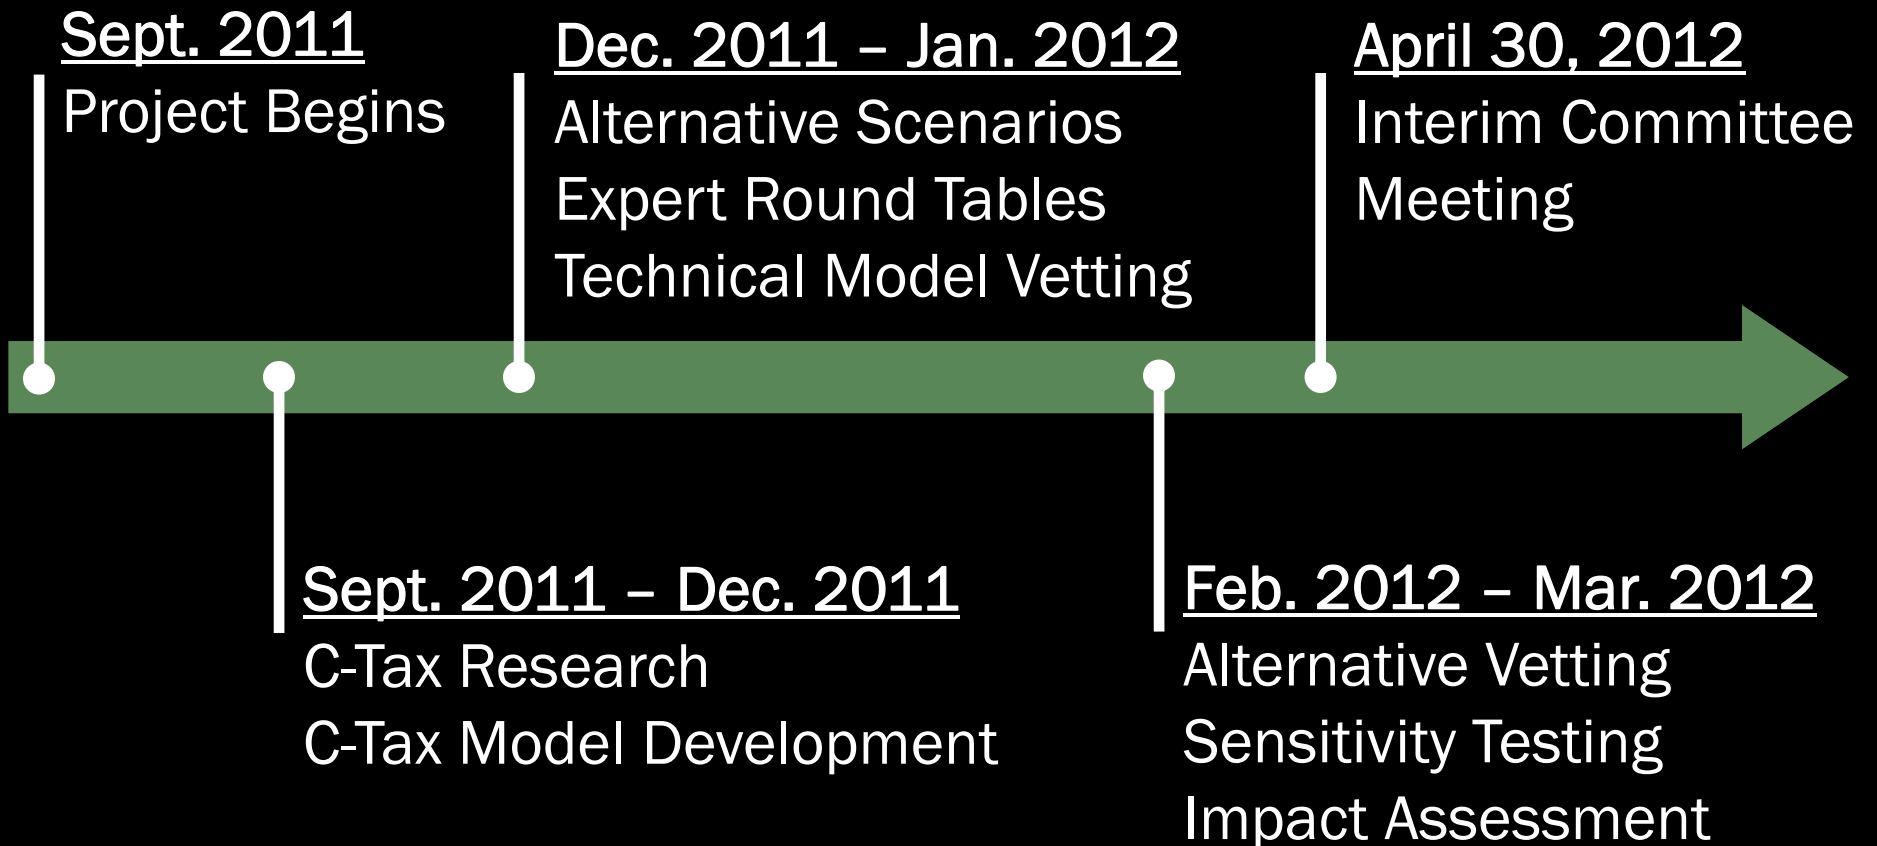 Sept. 2011
Project Begins
Dec. 2011 – Jan. 2012
Alternative Scenarios
Expert Round Tables
Technical Model Vetting
April 30, 2012
Interim Committee
Meeting
Sept. 2011 – Dec. 2011
C-Tax Research
C-Tax Model Development
Feb. 2012 – Mar. 2012
Alternative Vetting
Sensitivity Testing
Impact Assessment